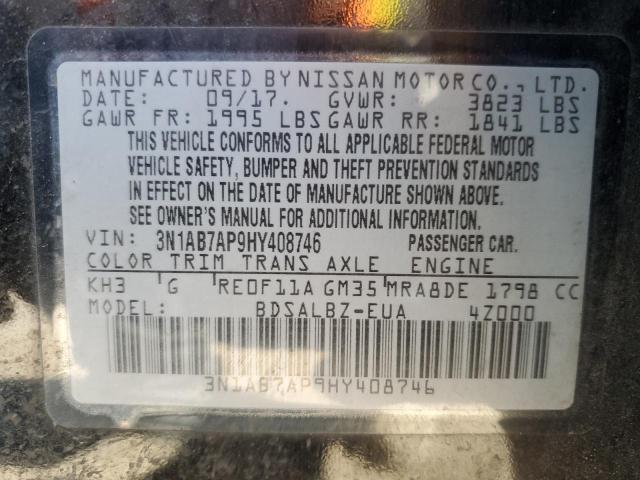 MANUFACTURED BY NISSAN MOTOR CO., LTD.
DATE: 09/17. GVWR: 3823 LBS
GAWR FR: 1995 LBS GAWR RR: 1841 LBS
THIS VEHICLE CONFORMS TO ALL APPLICABLE FEDERAL MOTOR
VEHICLE SAFETY, BUMPER AND THEFT PREVENTION STANDARDS
IN EFFECT ON THE DATE OF MANUFACTURE SHOWN ABOVE.
SEE OWNER'S MANUAL FOR ADDITIONAL INFORMATION.
VIN: 3N1AB7AP9HY408746 PASSENGER CAR.
COLOR TRIM TRANS AXLE ENGINE
KH3 G RE0F11A GM35 MRA8DE 1798 CC
MODEL: BDSALBZ-EUA 4Z000
3N1AB7AP9HY408746